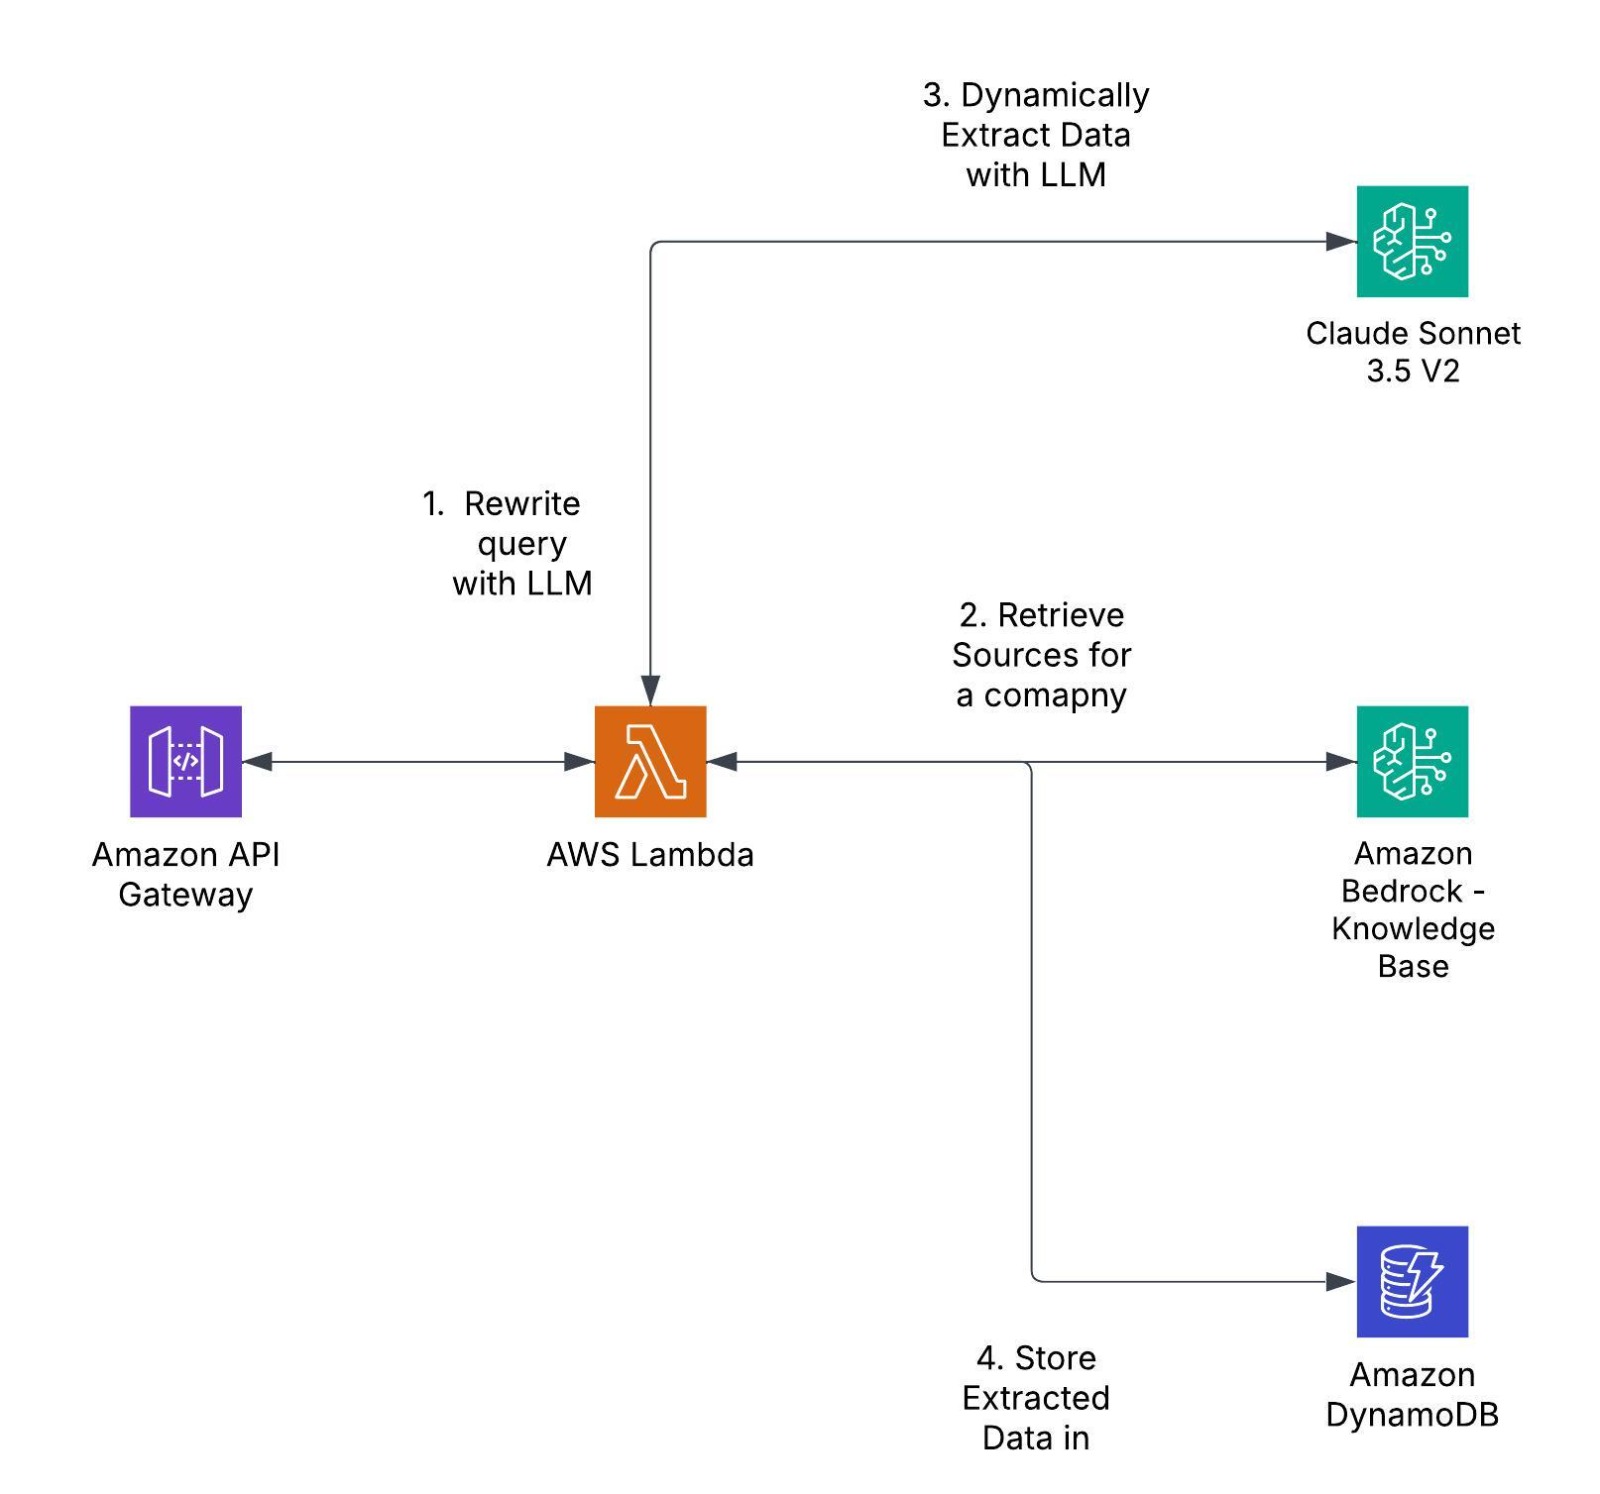 3. Dynamically
Extract Data
with LLM
Claude Sonnet
3.5 V2
1. Rewrite
query
with LLM
2. Retrieve
Sources for
a comapny
</>
Amazon API
Gateway
AWS Lambda
Amazon
Bedrock -
Knowledge
Base
4. Store
Extracted
Data in
Amazon
DynamoDB